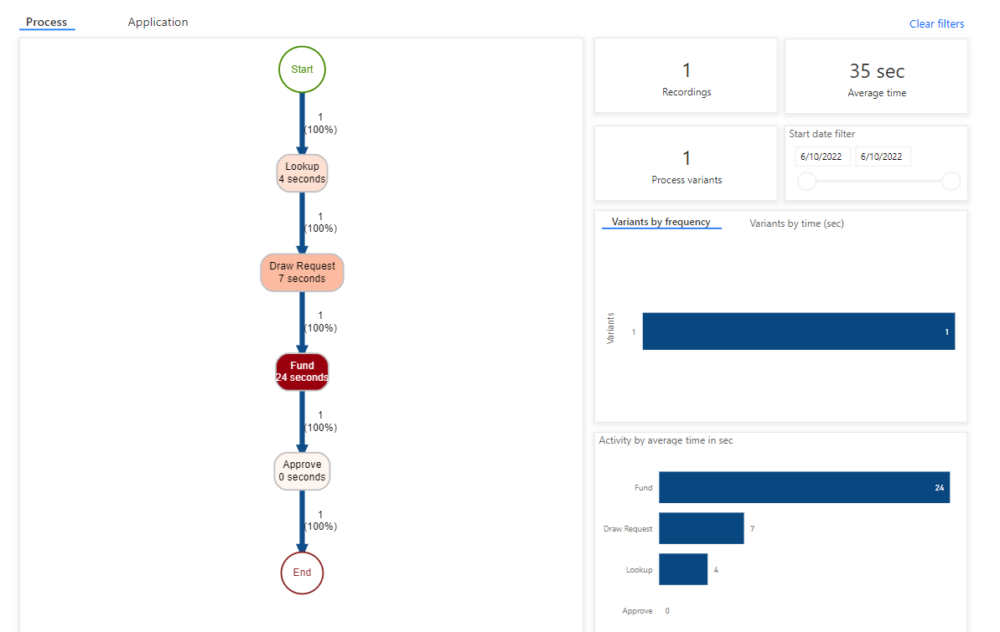 Process
Application
Clear filters
Start
1
(100%)
Lookup
4 seconds
1
(100%)
Draw Request
7 seconds
1
(100%)
Fund
24 seconds
1
(100%)
Approve
0 seconds
1
(100%)
End
1
Recordings
35 sec
Average time
1
Process variants
Start date filter
6/10/2022
6/10/2022
Variants by frequency
Variants by time (sec)
Variants
1
1
Activity by average time in sec
Fund
24
Draw Request
7
Lookup
4
Approve
0